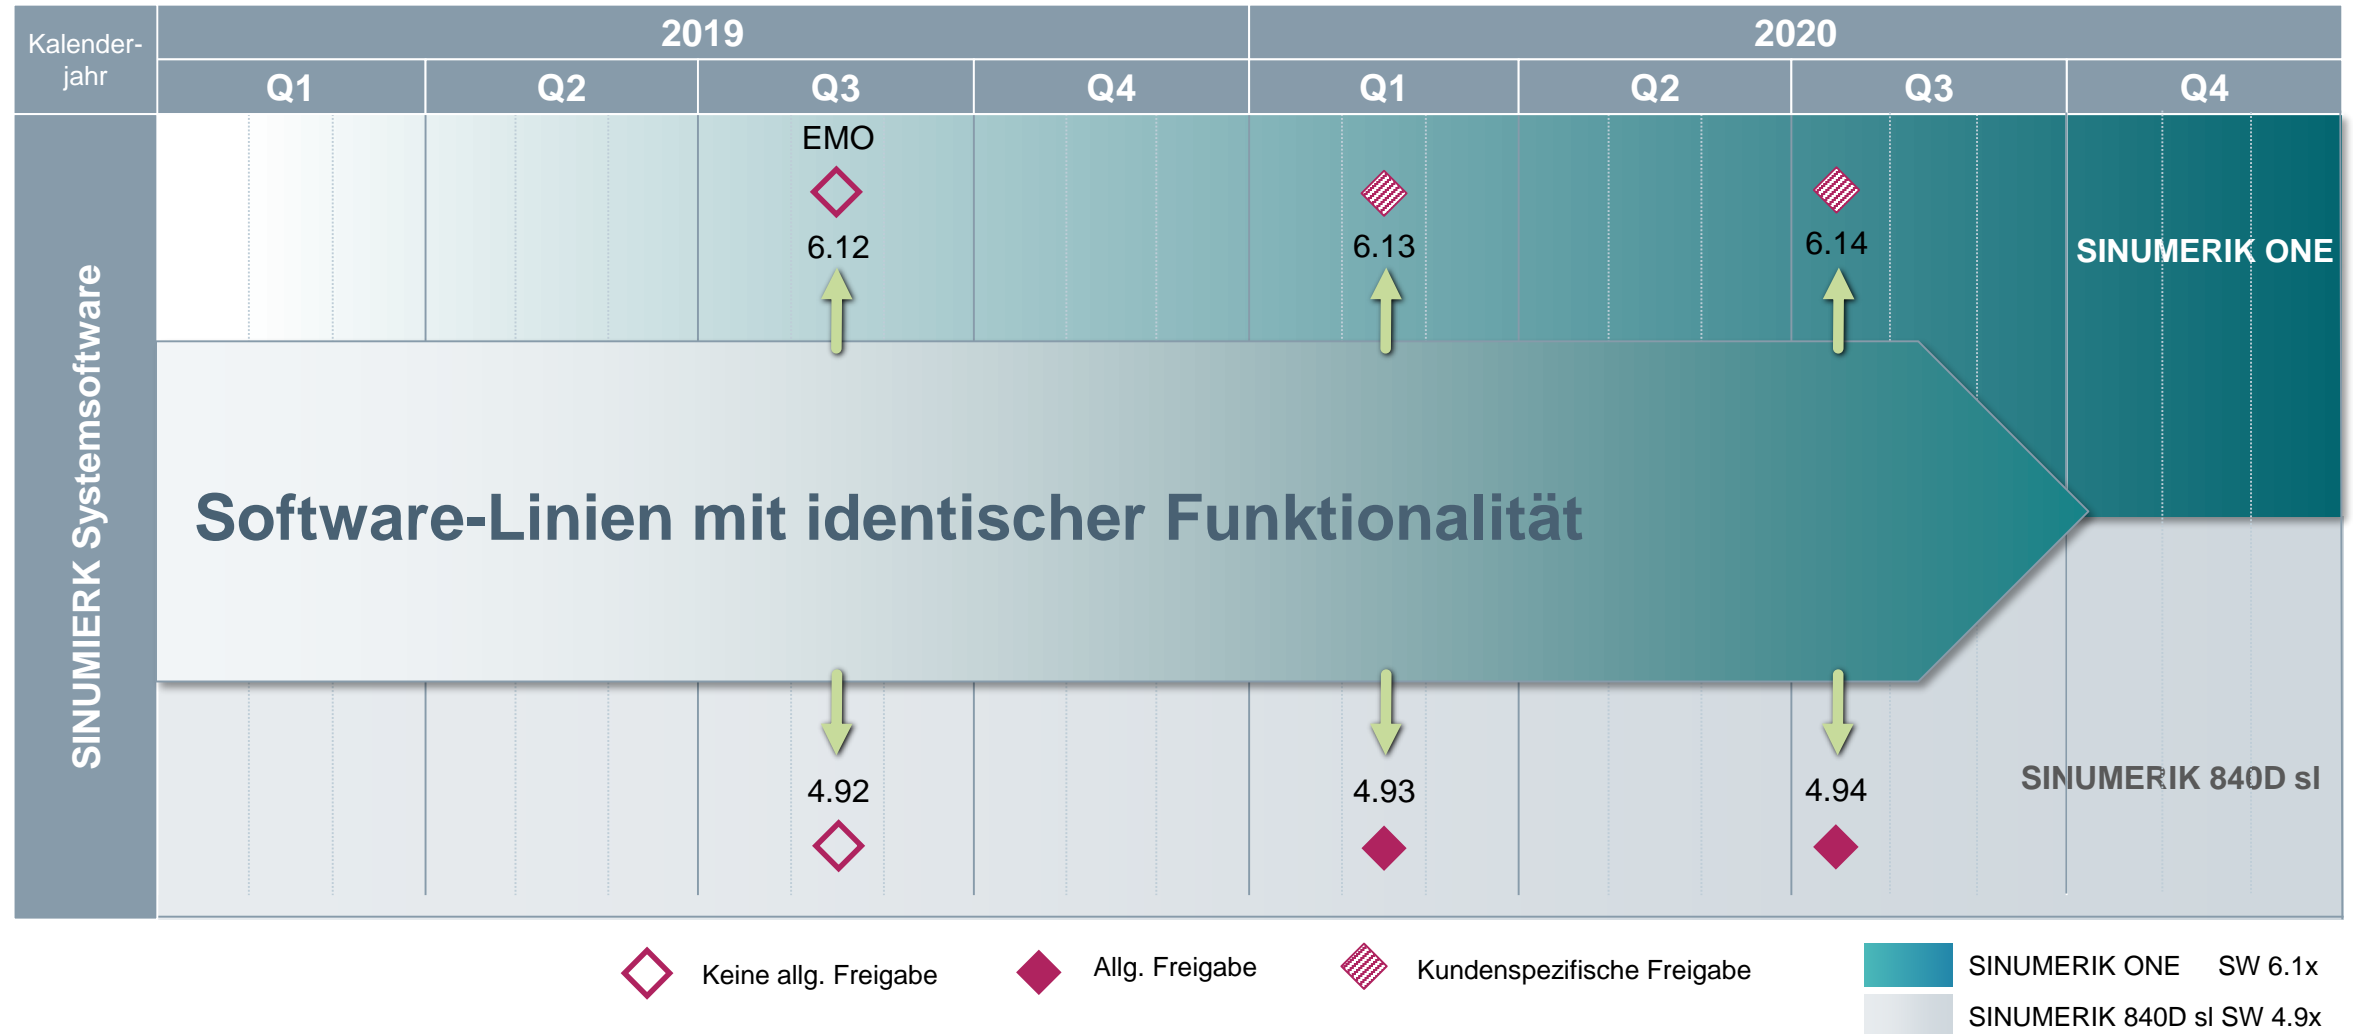 Kalender-
jahr
2019
2020
Q1
Q2
Q3
Q4
Q1
Q2
Q3
Q4
SINUMIERK Systemsoftware
EMO
6.12
6.13
6.14
SINUMERIK ONE
Software-Linien mit identischer Funktionalität
4.92
4.93
4.94
SINUMERIK 840D sl
Keine allg. Freigabe
Allg. Freigabe
Kundenspezifische Freigabe
SINUMERIK ONE SW 6.1x
SINUMERIK 840D sl SW 4.9x